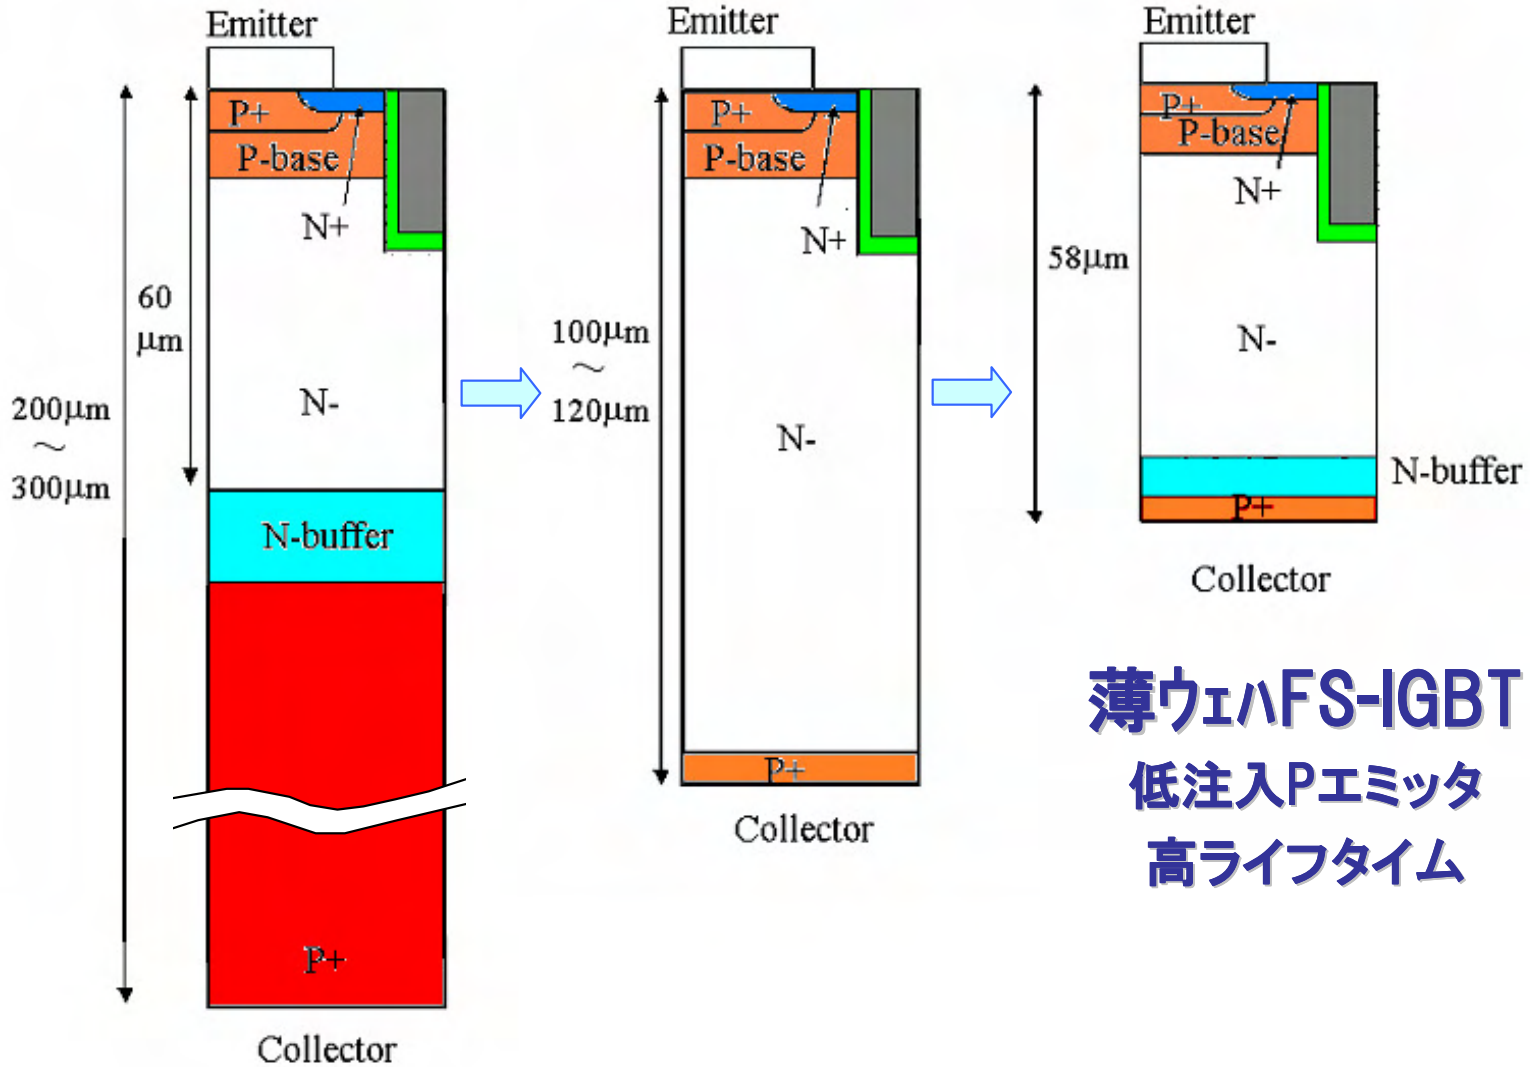 Emitter
P+
P-base
N+
60
μm
200μm
～
300μm
N-
N-buffer
P+
Collector
Emitter
P+
P-base
N+
100μm
～
120μm
N-
P+
Collector
Emitter
P+
P-base
N+
58μm
N-
N-buffer
P+
Collector
薄ウェハFS-IGBT
低注入Pエミッタ
高ライフタイム